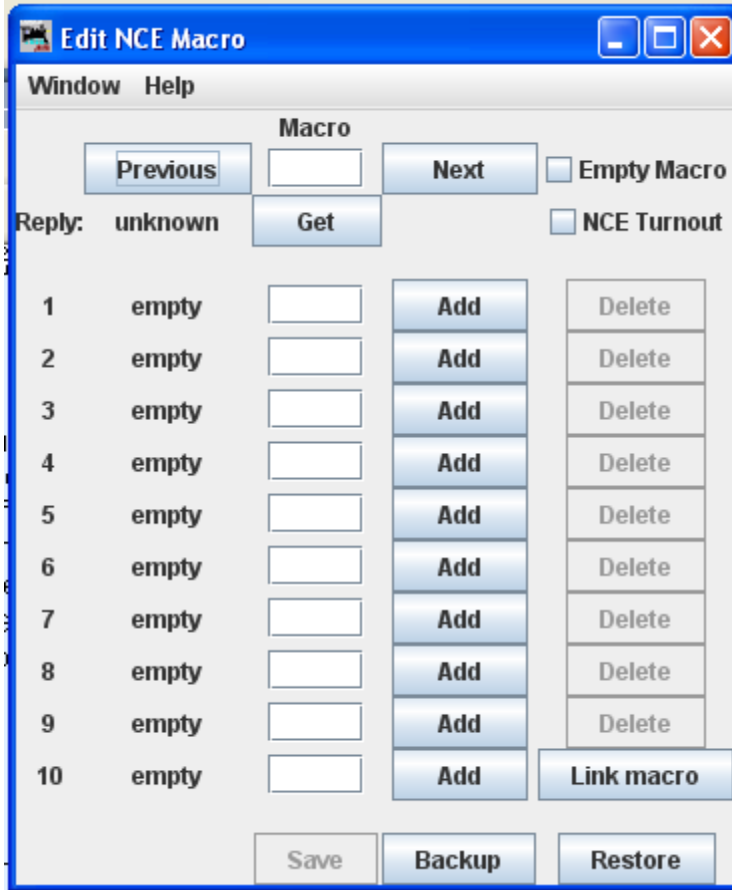 Edit NCE Macro
Window Help
Macro
Previous Next Empty Macro
Reply: unknown Get NCE Turnout
1 empty Add Delete
2 empty Add Delete
3 empty Add Delete
4 empty Add Delete
5 empty Add Delete
6 empty Add Delete
7 empty Add Delete
8 empty Add Delete
9 empty Add Delete
10 empty Add Link macro
Save Backup Restore